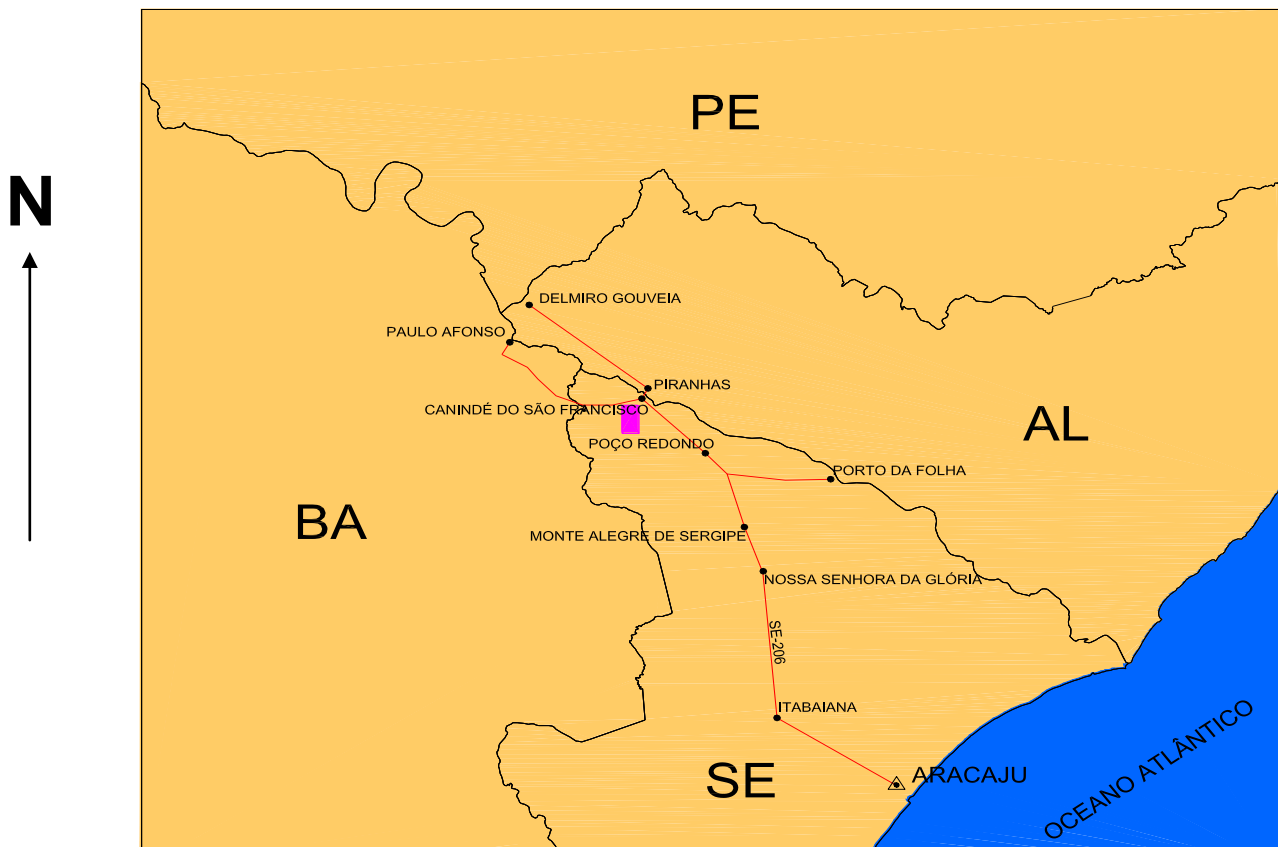 PE
N
DELMIRO GOUVEIA
PAULO AFONSO
PIRANHAS
CANINDÉ DO SÃO FRANCISCO
AL
POÇO REDONDO
PORTO DA FOLHA
BA
MONTE ALEGRE DE SERGIPE
NOSSA SENHORA DA GLÓRIA
SE-206
ITABAIANA
SE
ARACAJU
OCEANO ATLÂNTICO